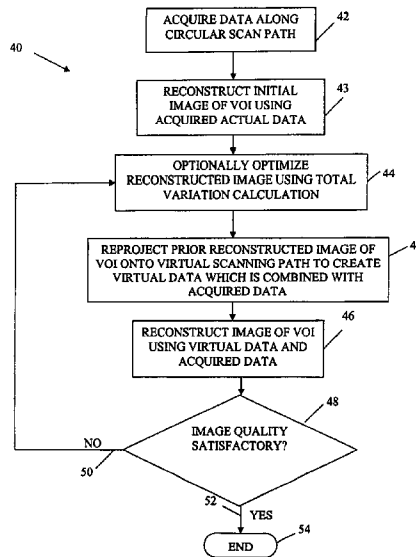 40
ACQUIRE DATA ALONG
CIRCULAR SCAN PATH
42
RECONSTRUCT INITIAL
IMAGE OF VOI USING
ACQUIRED ACTUAL DATA
43
OPTIONALLY OPTIMIZE
RECONSTRUCTED IMAGE USING TOTAL
VARIATION CALCULATION
44
REPROJECT PRIOR RECONSTRUCTED IMAGE OF
VOI ONTO VIRTUAL SCANNING PATH TO CREATE
VIRTUAL DATA WHICH IS COMBINED WITH
ACQUIRED DATA
4
RECONSTRUCT IMAGE OF VOI
USING VIRTUAL DATA AND
ACQUIRED DATA
46
IMAGE QUALITY
SATISFACTORY?
48
NO
50
52
YES
END
54